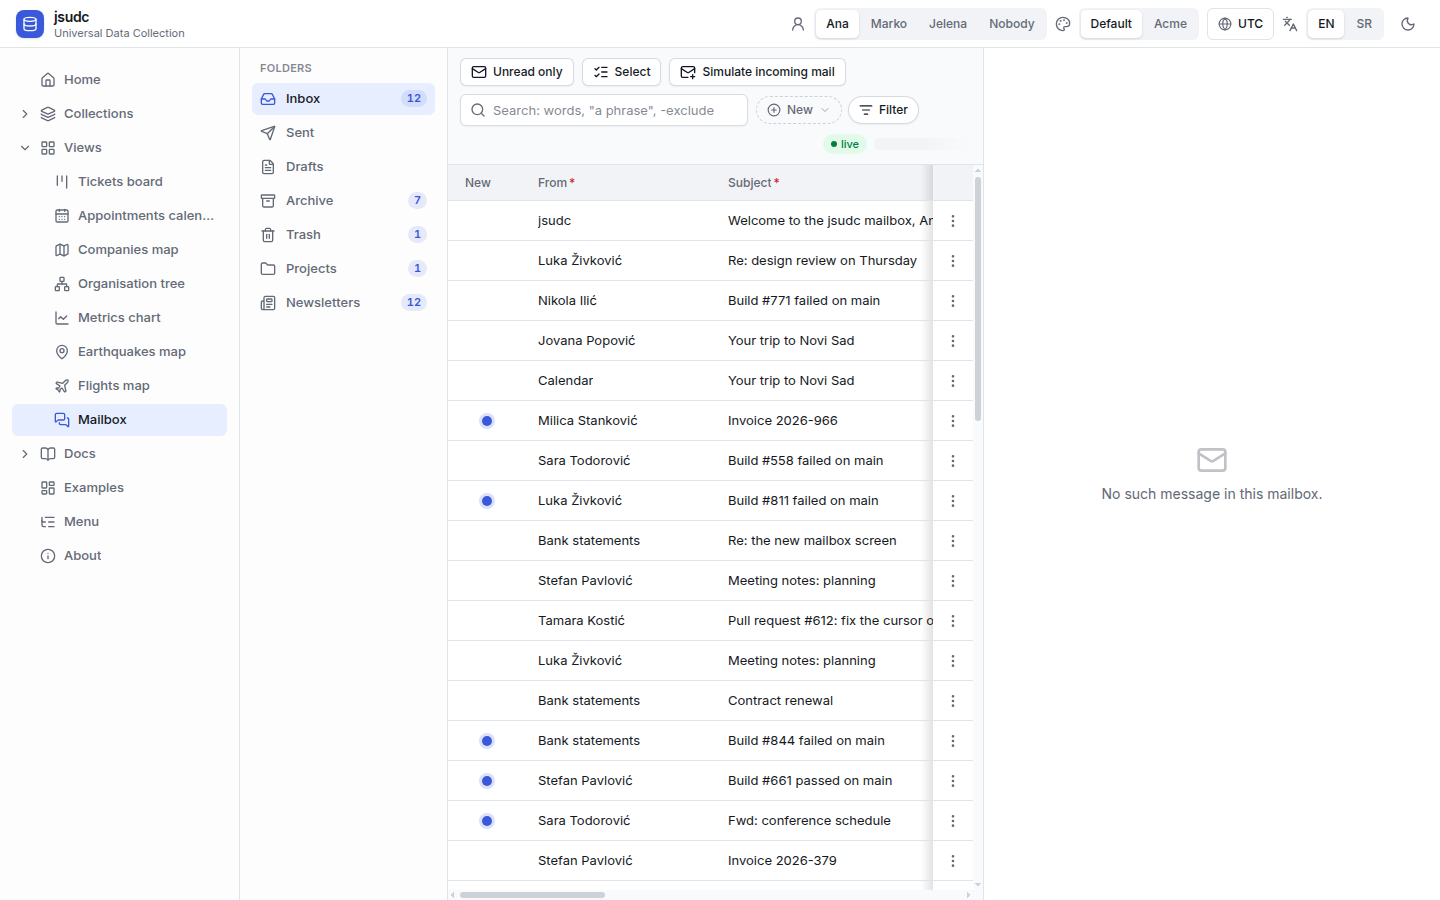 jsudc
Universal Data Collection
Ana Marko Jelena Nobody Default Acme UTC EN SR
Home
Collections
Views
Tickets board
Appointments calen...
Companies map
Organisation tree
Metrics chart
Earthquakes map
Flights map
Mailbox
Docs
Examples
Menu
About
FOLDERS
Inbox 12
Sent
Drafts
Archive 7
Trash 1
Projects 1
Newsletters 12
Unread only Select Simulate incoming mail
Search: words, "a phrase", -exclude New Filter
live
New From * Subject *
jsudc Welcome to the jsudc mailbox, An
Luka Živković Re: design review on Thursday
Nikola Ilić Build #771 failed on main
Jovana Popović Your trip to Novi Sad
Calendar Your trip to Novi Sad
Milica Stanković Invoice 2026-966
Sara Todorović Build #558 failed on main
Luka Živković Build #811 failed on main
Bank statements Re: the new mailbox screen
Stefan Pavlović Meeting notes: planning
Tamara Kostić Pull request #612: fix the cursor o
Luka Živković Meeting notes: planning
Bank statements Contract renewal
Bank statements Build #844 failed on main
Stefan Pavlović Build #661 passed on main
Sara Todorović Fwd: conference schedule
Stefan Pavlović Invoice 2026-379
No such message in this mailbox.